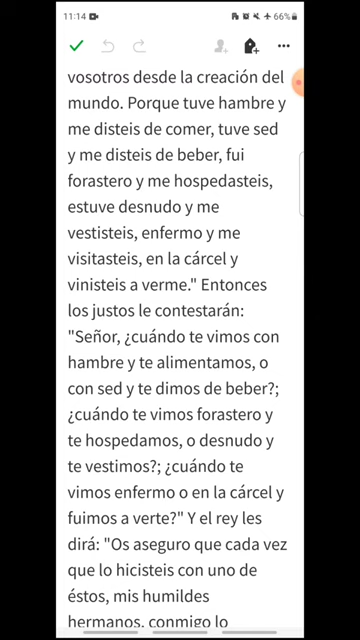 11:14 66%
vosotros desde la creación del
mundo. Porque tuve hambre y
me disteis de comer, tuve sed
y me disteis de beber, fui
forastero y me hospedasteis,
estuve desnudo y me
vestisteis, enfermo y me
visitasteis, en la cárcel y
vinisteis a verme." Entonces
los justos le contestarán:
"Señor, ¿cuándo te vimos con
hambre y te alimentamos, o
con sed y te dimos de beber?;
¿cuándo te vimos forastero y
te hospedamos, o desnudo y
te vestimos?; ¿cuándo te
vimos enfermo o en la cárcel y
fuimos a verte?" Y el rey les
dirá: "Os aseguro que cada vez
que lo hicisteis con uno de
éstos, mis humildes
hermanos, conmigo lo